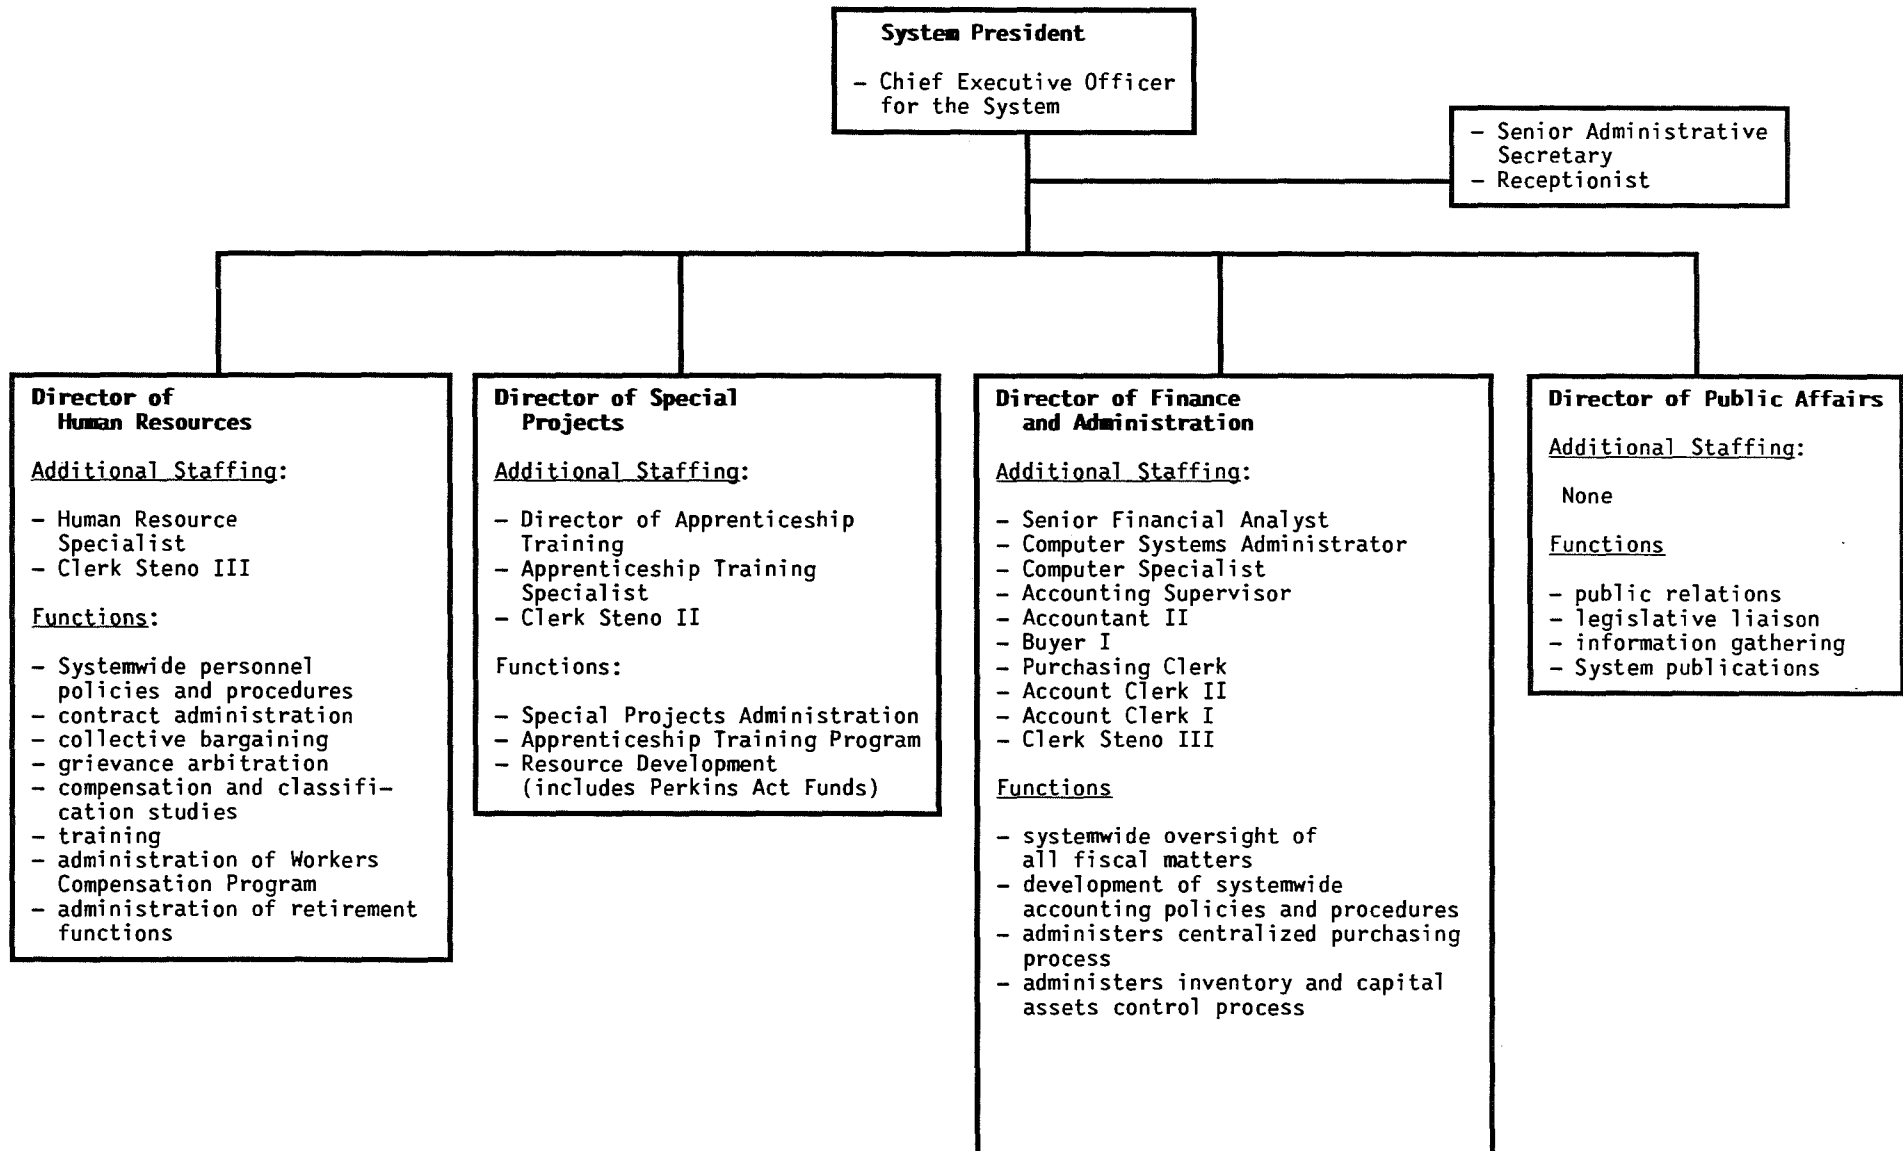 System President
– Chief Executive Officer
for the System
– Senior Administrative
Secretary
– Receptionist
Director of
Human Resources
Additional Staffing:
– Human Resource
Specialist
– Clerk Steno III
Functions:
– Systemwide personnel
policies and procedures
– contract administration
– collective bargaining
– grievance arbitration
– compensation and classifi–
cation studies
– training
– administration of Workers
Compensation Program
– administration of retirement
functions
Director of Special
Projects
Additional Staffing:
– Director of Apprenticeship
Training
– Apprenticeship Training
Specialist
– Clerk Steno II
Functions:
– Special Projects Administration
– Apprenticeship Training Program
– Resource Development
(includes Perkins Act Funds)
Director of Finance
and Administration
Additional Staffing:
– Senior Financial Analyst
– Computer Systems Administrator
– Computer Specialist
– Accounting Supervisor
– Accountant II
– Buyer I
– Purchasing Clerk
– Account Clerk II
– Account Clerk I
– Clerk Steno III
Functions
– systemwide oversight of
all fiscal matters
– development of systemwide
accounting policies and procedures
– administers centralized purchasing
process
– administers inventory and capital
assets control process
Director of Public Affairs
Additional Staffing:
None
Functions
– public relations
– legislative liaison
– information gathering
– System publications